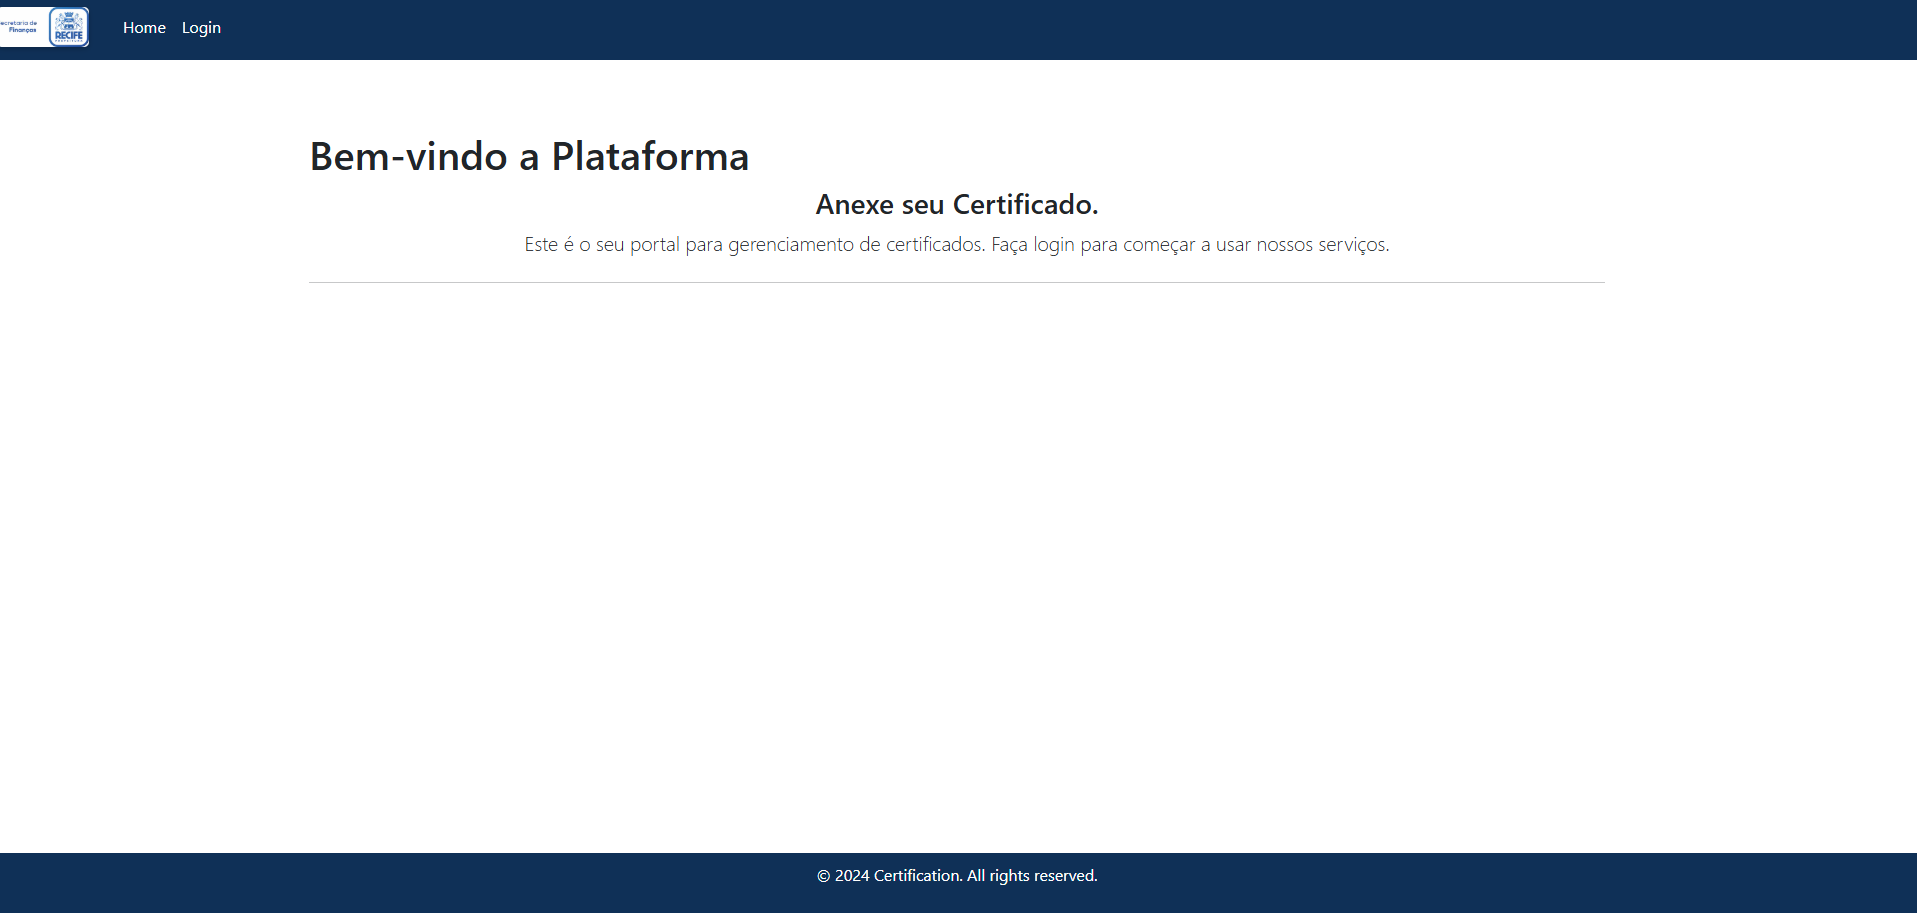 ecretaria de
Finanças
RECIFE
Home Login
Bem-vindo a Plataforma
Anexe seu Certificado.
Este é o seu portal para gerenciamento de certificados. Faça login para começar a usar nossos serviços.
© 2024 Certification. All rights reserved.